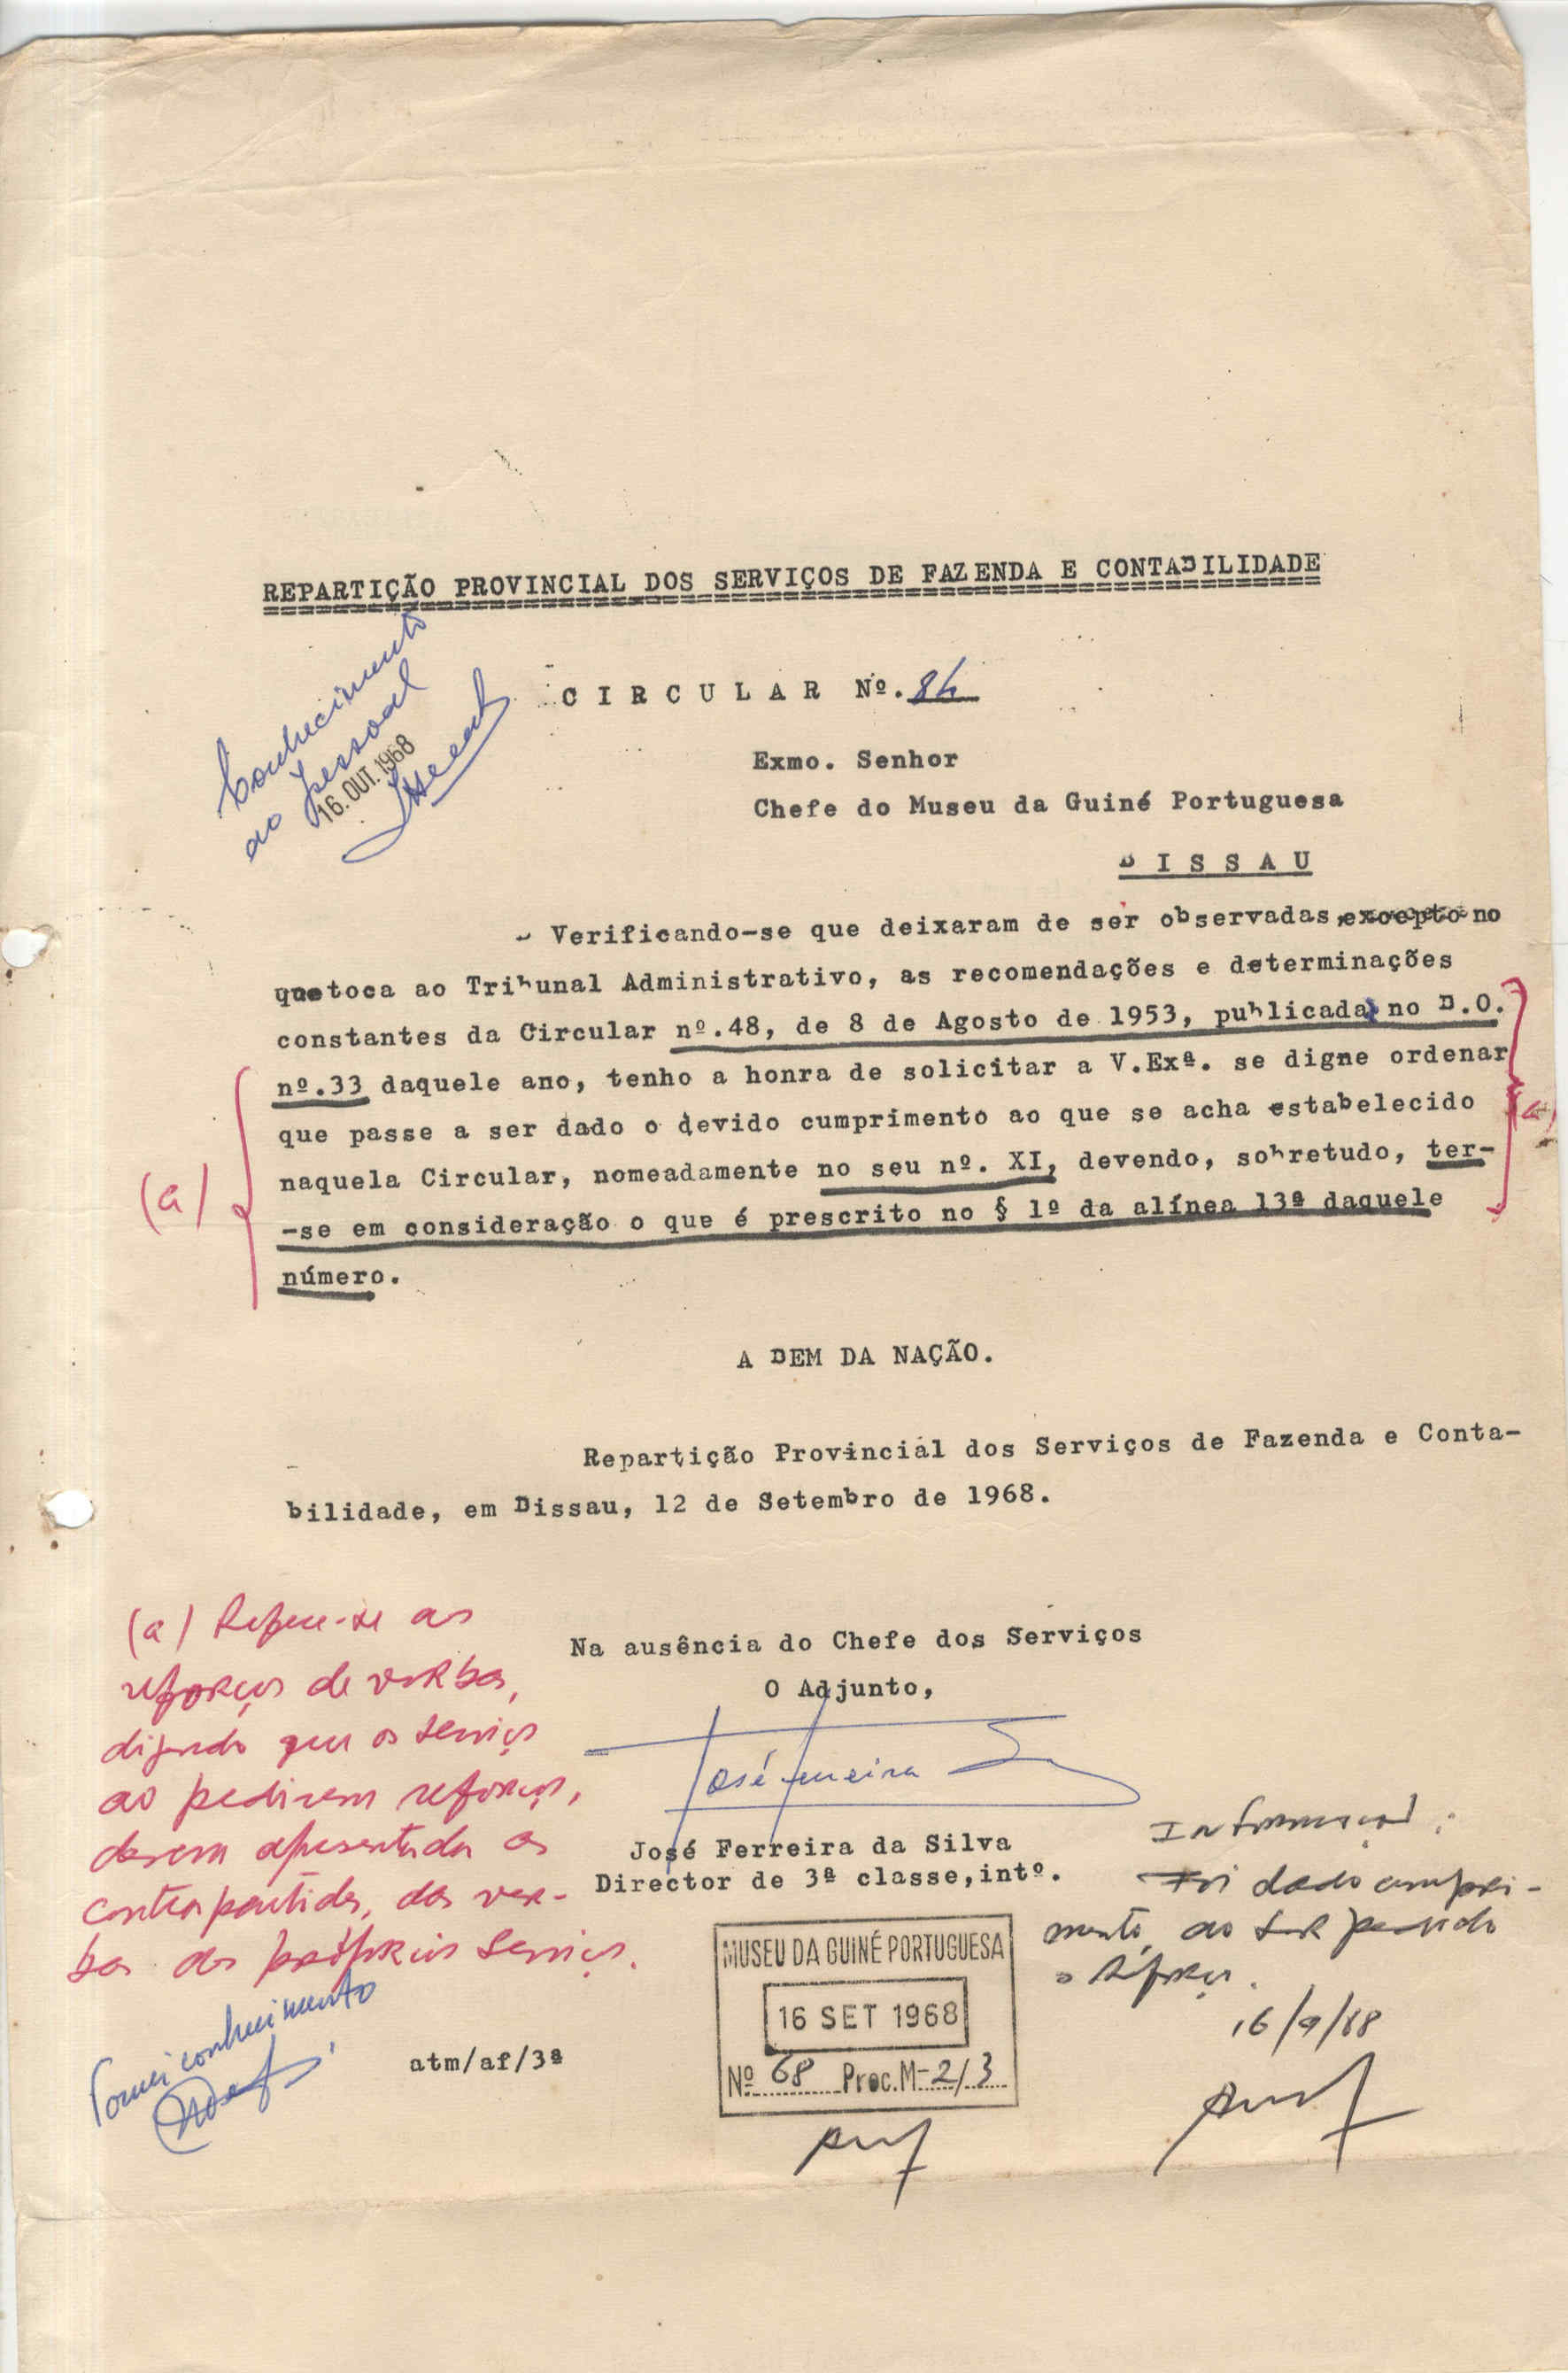 REPARTIÇÃO PROVINCIAL DOS SERVIÇOS DE FAZENDA E CONTABILIDADE
Conhecimento
ao pessoal
16.OUT.1968
CIRCULAR Nº.84
Exmo. Senhor
Chefe do Museu da Guiné Portuguesa
BISSAU
Verificando-se que deixaram de ser observadas,excepto no
que toca ao Tribunal Administrativo, as recomendações e determinações
constantes da Circular nº.48, de 8 de Agosto de 1953, publicada no B.O.
nº.33 daquele ano, tenho a honra de solicitar a V.Exª. se digne ordenar
que passe a ser dado o devido cumprimento ao que se acha estabelecido
(a)
naquela Circular, nomeadamente no seu nº. XI, devendo, sobretudo, ter-
(a)
-se em consideração o que é prescrito no § 1º da alínea 13ª daquele
número.
A BEM DA NAÇÃO.
Repartição Provincial dos Serviços de Fazenda e Conta-
bilidade, em Bissau, 12 de Setembro de 1968.
Na ausência do Chefe dos Serviços
O Adjunto,
José Ferreira
José Ferreira da Silva
Director de 3ª classe,intº.
(a) Refere-se aos
reforços de verbas,
dizendo que os serviços
ao pedirem reforços,
devem apresentar as
contrapartidas, das ver-
bas dos próprios serviços.
Tomei conhecimento
atm/af/3ª
MUSEU DA GUINÉ PORTUGUESA
16 SET 1968
Nº 68 Proc.M-2/3
Informação:
Foi dado cumpri-
mento, ao ser pedido
o reforço.
16/9/68